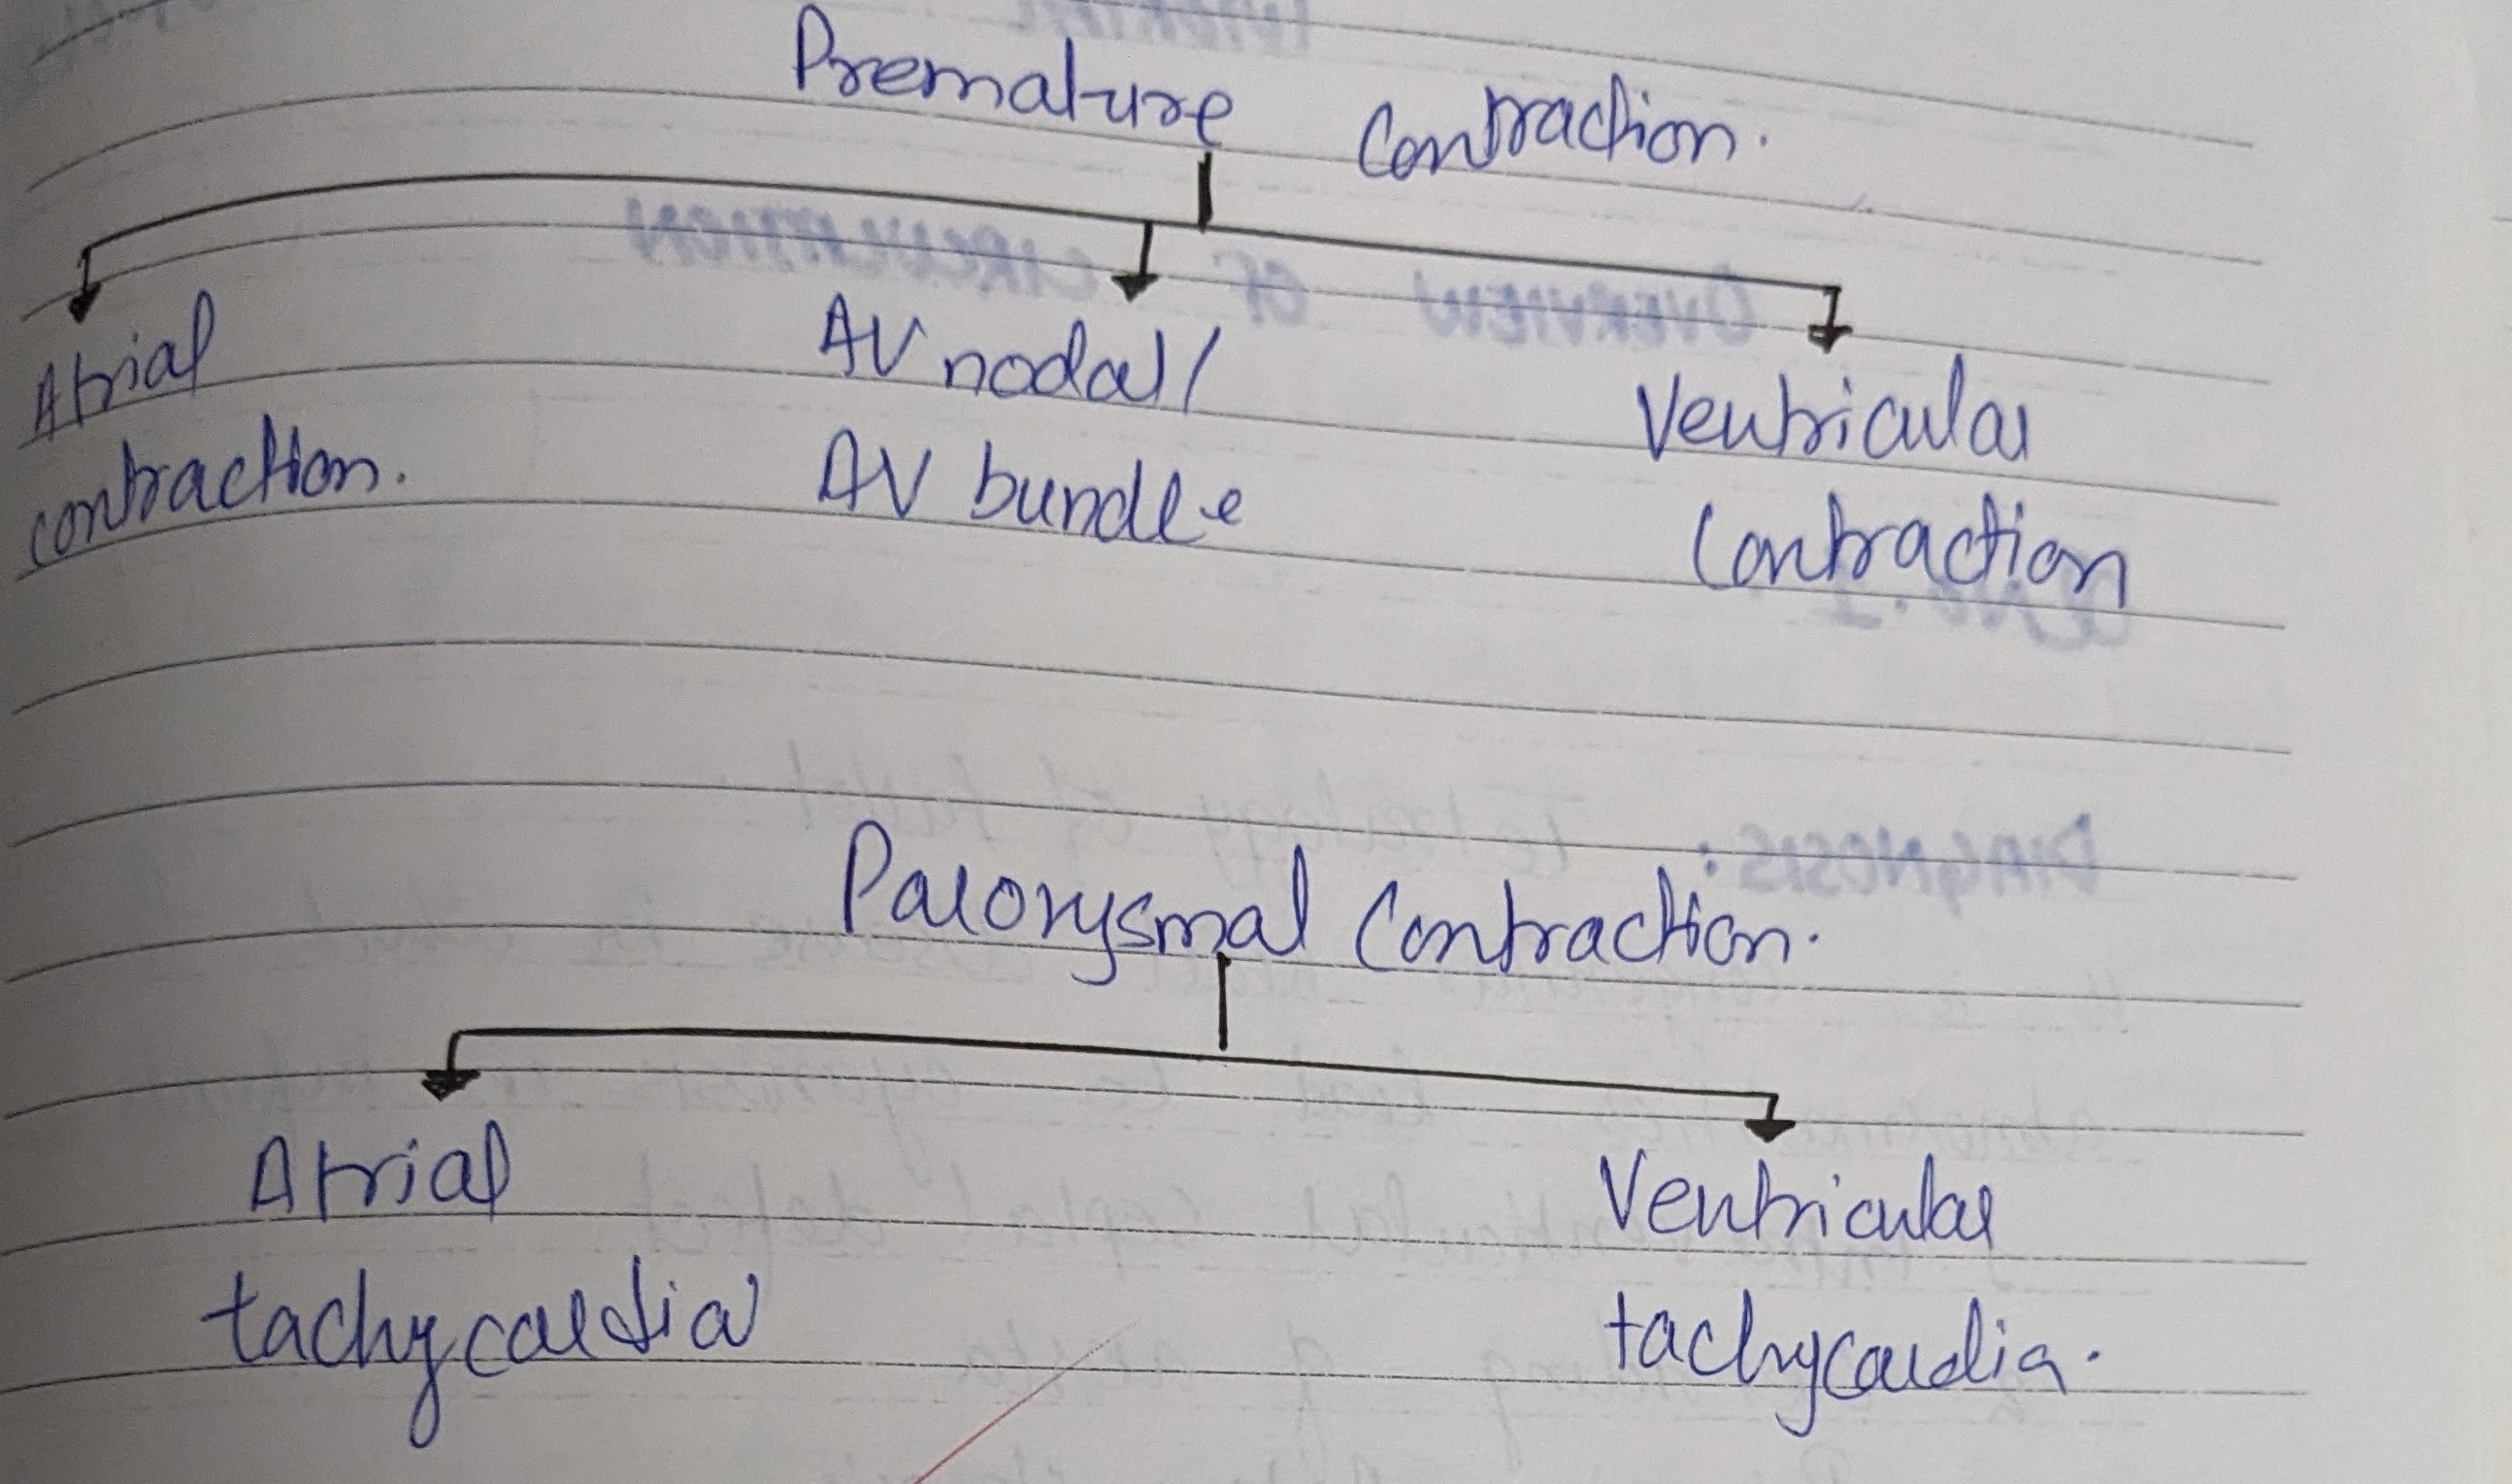 Premature Contraction.
Atrial
contraction.
AV nodal/
AV bundle
Ventricular
Contraction
Paroxysmal Contraction.
Atrial
tachycardia
Ventricular
tachycardia.